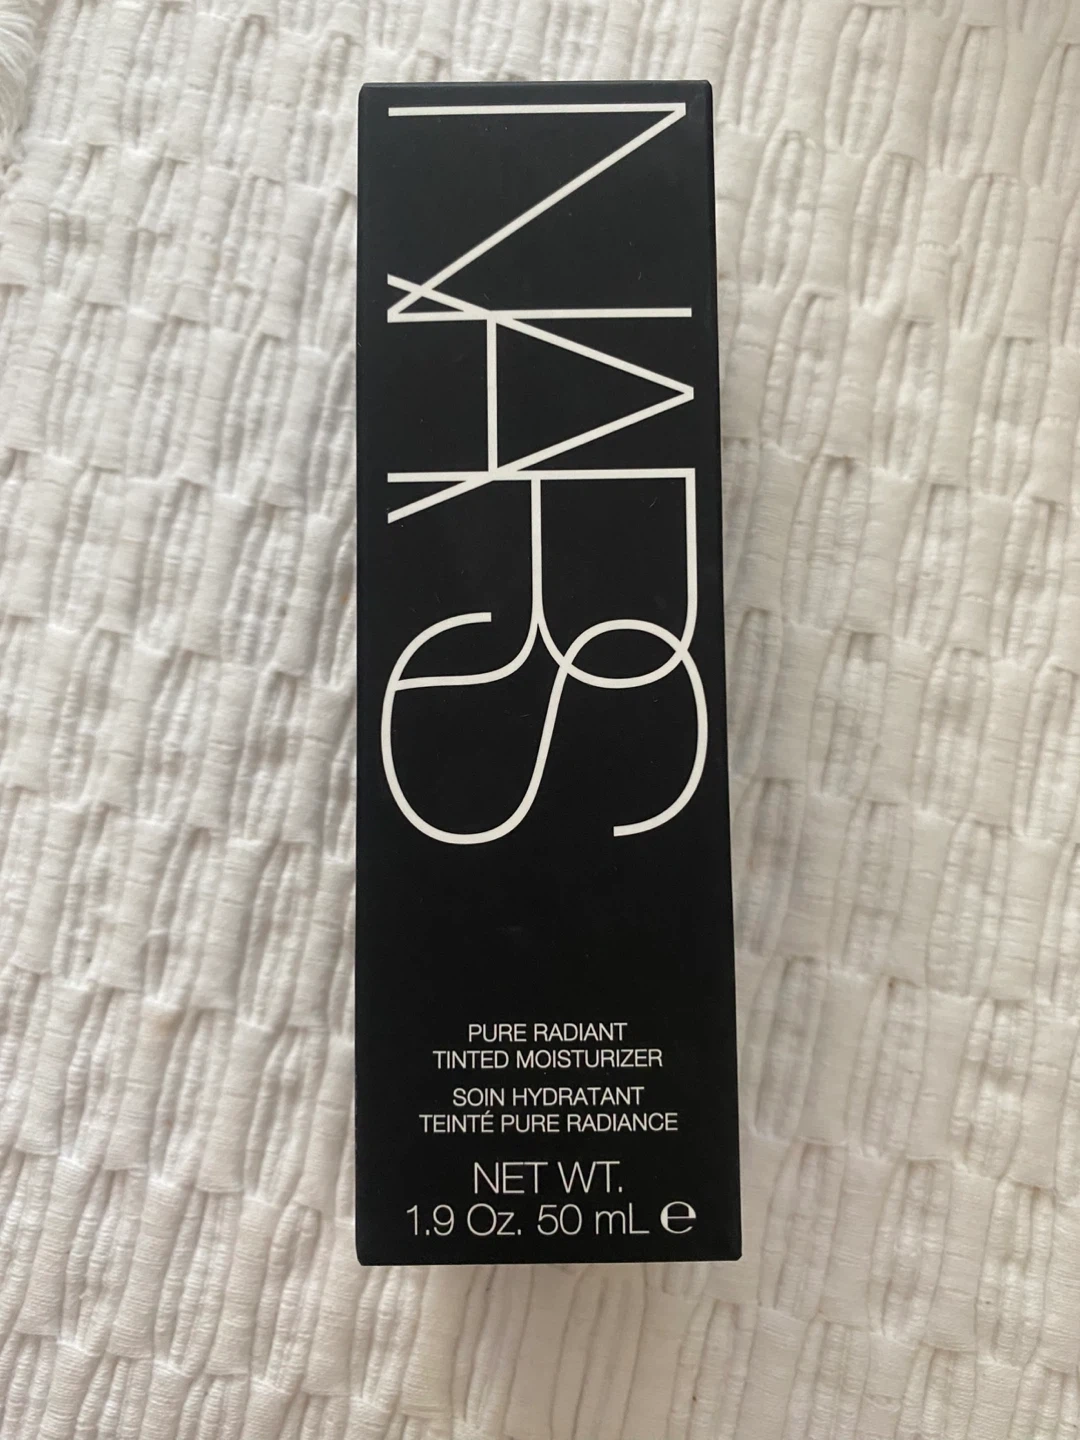 NARS
PURE RADIANT
TINTED MOISTURIZER
SOIN HYDRATANT
TEINTÉ PURE RADIANCE
NET WT.
1.9 Oz. 50 mL ℮